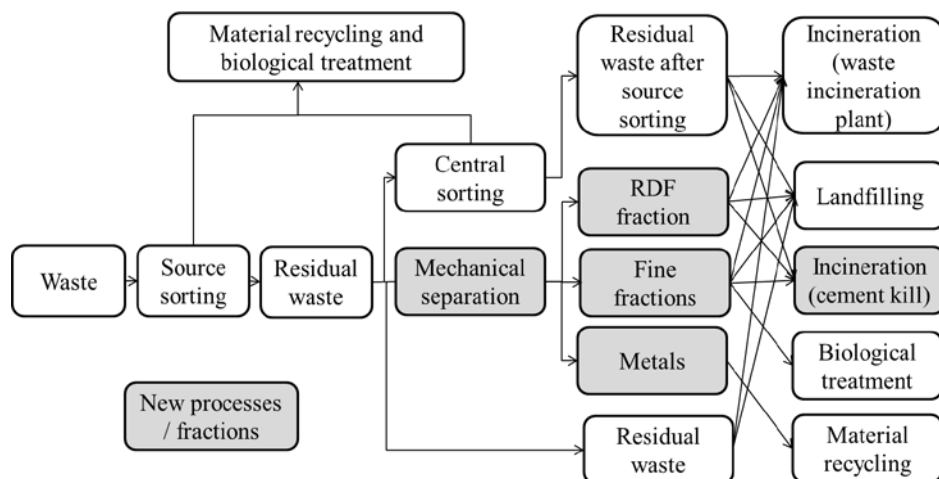 Material recycling and
biological treatment
Residual
waste after
source
sorting
Incineration
(waste
incineration
plant)
Central
sorting
RDF
fraction
Landfilling
Waste
Source
sorting
Residual
waste
Mechanical
separation
Fine
fractions
Incineration
(cement kill)
Metals
Biological
treatment
New processes
/ fractions
Residual
waste
Material
recycling